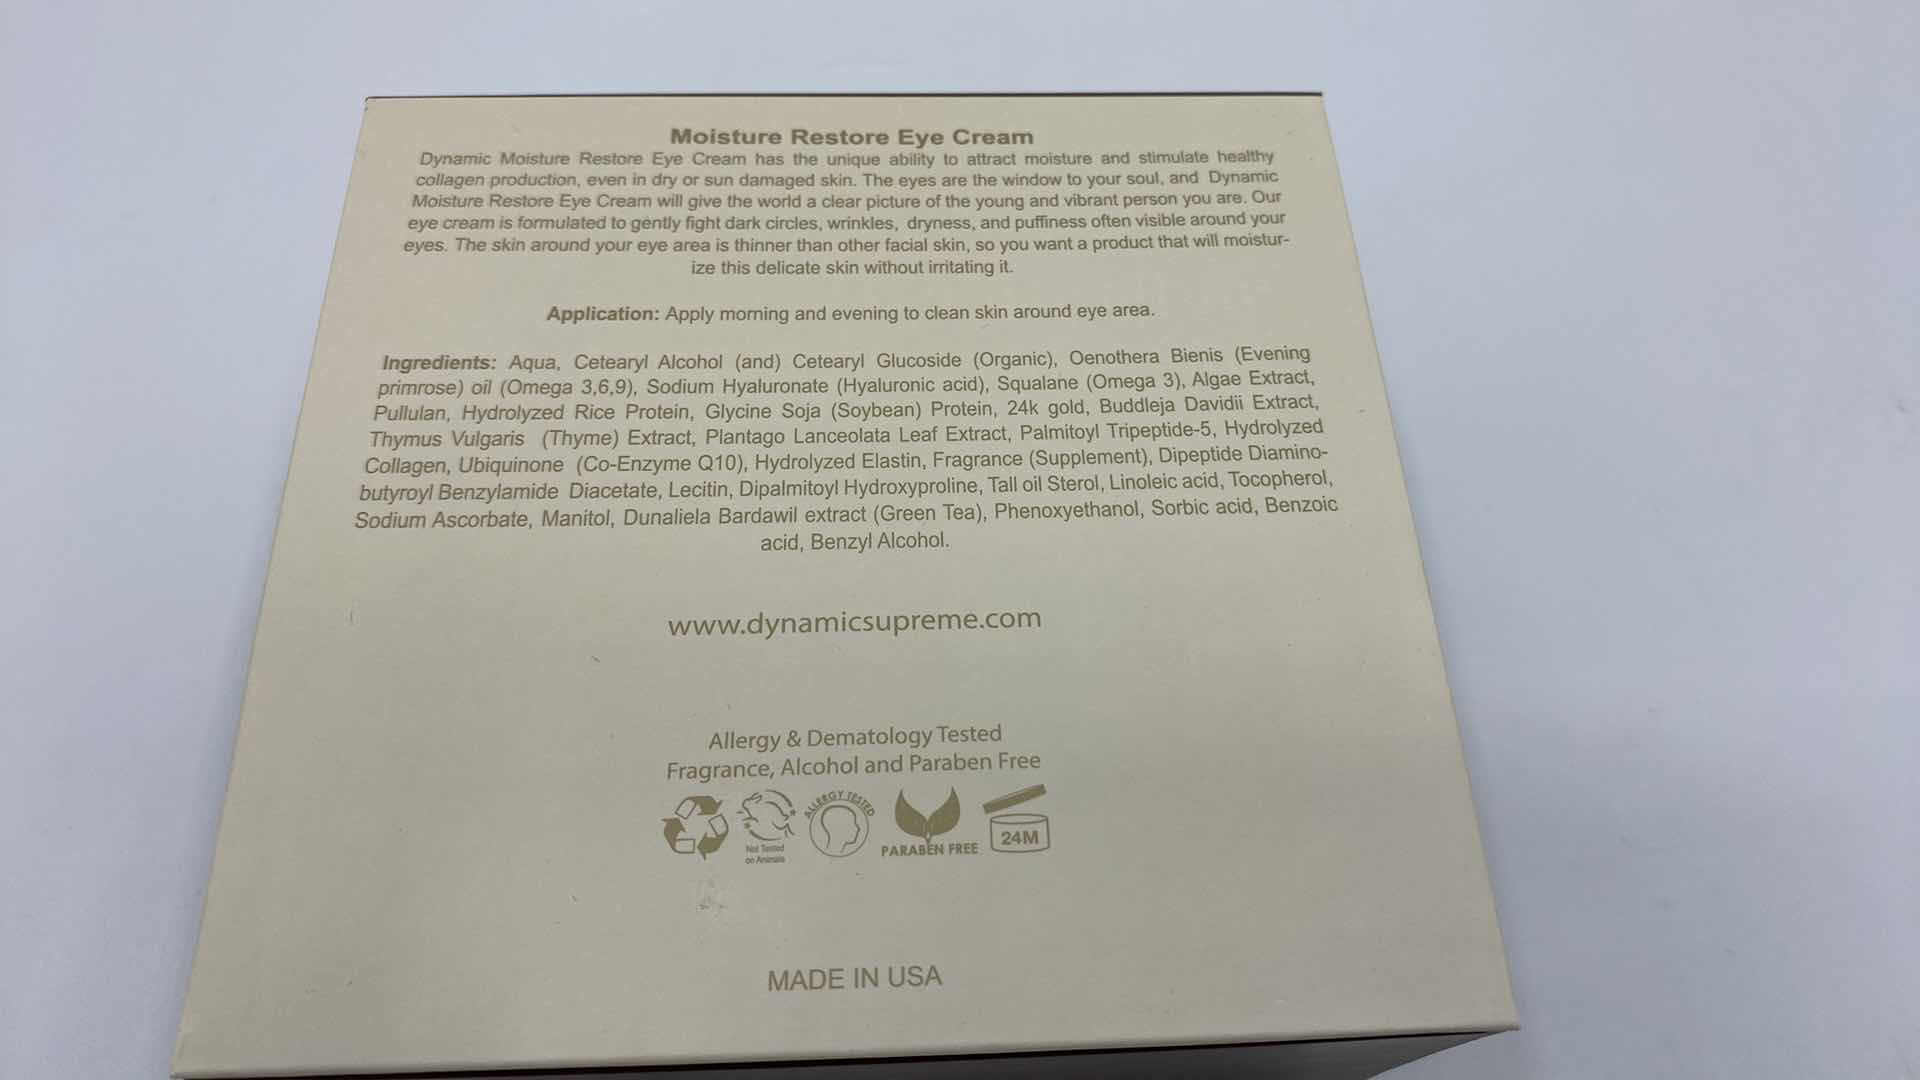 Moisture Restore Eye Cream
Dynamic Moisture Restore Eye Cream has the unique ability to attract moisture and stimulate healthy
collagen production, even in dry or sun damaged skin. The eyes are the window to your soul, and Dynamic
Moisture Restore Eye Cream will give the world a clear picture of the young and vibrant person you are. Our
eye cream is formulated to gently fight dark circles, wrinkles, dryness, and puffiness often visible around your
eyes. The skin around your eye area is thinner than other facial skin, so you want a product that will moistur-
ize this delicate skin without irritating it.
Application: Apply morning and evening to clean skin around eye area.
Ingredients: Aqua, Cetearyl Alcohol (and) Cetearyl Glucoside (Organic), Oenothera Bienis (Evening
primrose) oil (Omega 3,6,9), Sodium Hyaluronate (Hyaluronic acid), Squalane (Omega 3), Algae Extract,
Pullulan, Hydrolyzed Rice Protein, Glycine Soja (Soybean) Protein, 24k gold, Buddleja Davidii Extract,
Thymus Vulgaris (Thyme) Extract, Plantago Lanceolata Leaf Extract, Palmitoyl Tripeptide-5, Hydrolyzed
Collagen, Ubiquinone (Co-Enzyme Q10), Hydrolyzed Elastin, Fragrance (Supplement), Dipeptide Diamino-
butyroyl Benzylamide Diacetate, Lecitin, Dipalmitoyl Hydroxyproline, Tall oil Sterol, Linoleic acid, Tocopherol,
Sodium Ascorbate, Manitol, Dunaliela Bardawil extract (Green Tea), Phenoxyethanol, Sorbic acid, Benzoic
acid, Benzyl Alcohol.
www.dynamicsupreme.com
Allergy & Dematology Tested
Fragrance, Alcohol and Paraben Free
ALLERGY TESTED
Not Tested
on Animals
PARABEN FREE
24M
MADE IN USA